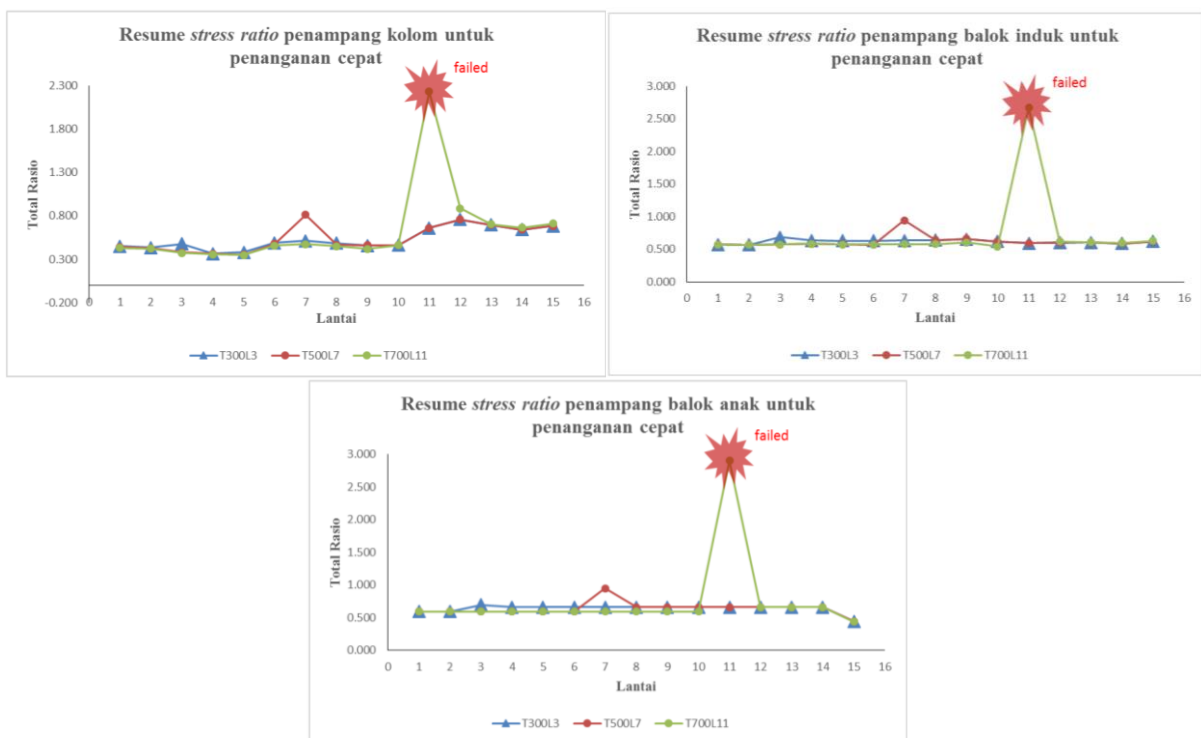 Resume stress ratio penampang kolom untuk
penanganan cepat
failed
2.300
1.800
1.300
0.800
0.300
-0.200
Total Rasio
0 1 2 3 4 5 6 7 8 9 10 11 12 13 14 15 16
Lantai
T300L3 T500L7 T700L11
Resume stress ratio penampang balok induk untuk
penanganan cepat
failed
3.000
2.500
2.000
1.500
1.000
0.500
0.000
Total Rasio
0 1 2 3 4 5 6 7 8 9 10 11 12 13 14 15 16
Lantai
T300L3 T500L7 T700L11
Resume stress ratio penampang balok anak untuk
penanganan cepat
failed
3.000
2.500
2.000
1.500
1.000
0.500
0.000
Total Rasio
0 1 2 3 4 5 6 7 8 9 10 11 12 13 14 15 16
Lantai
T300L3 T500L7 T700L11